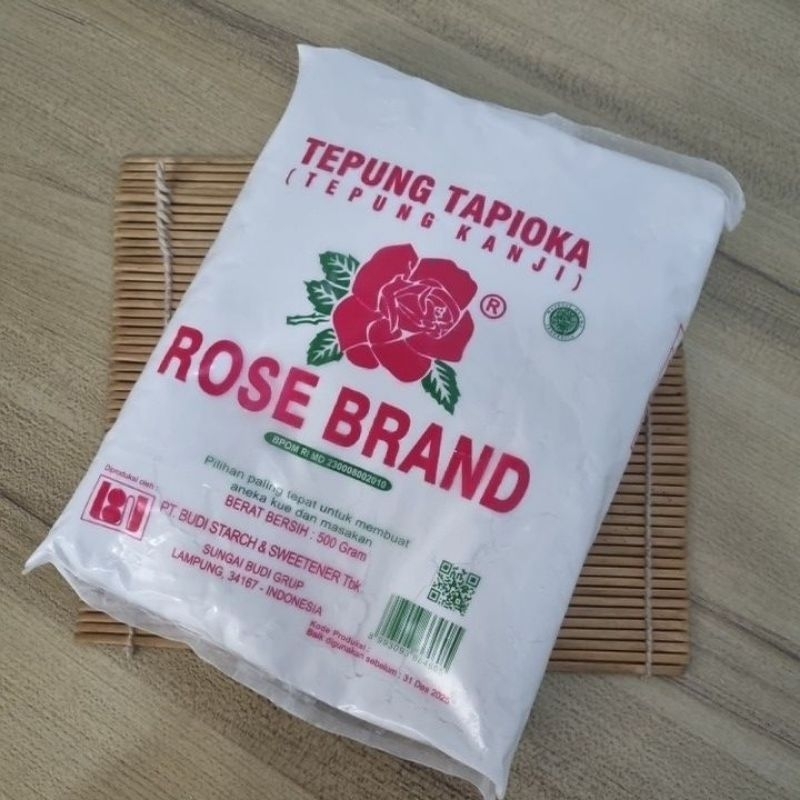 TEPUNG TAPIOKA
(TEPUNG KANJI)
®
ROSE BRAND
BPOM RI MD 230008002010
Pilihan paling tepat untuk membuat
aneka kue dan masakan
BERAT BERSIH : 500 Gram
Diproduksi oleh :
PT. BUDI STARCH & SWEETENER Tbk
SUNGAI BUDI GRUP
LAMPUNG, 34167 - INDONESIA
Kode Produksi :
Baik digunakan sebelum : 31 Des